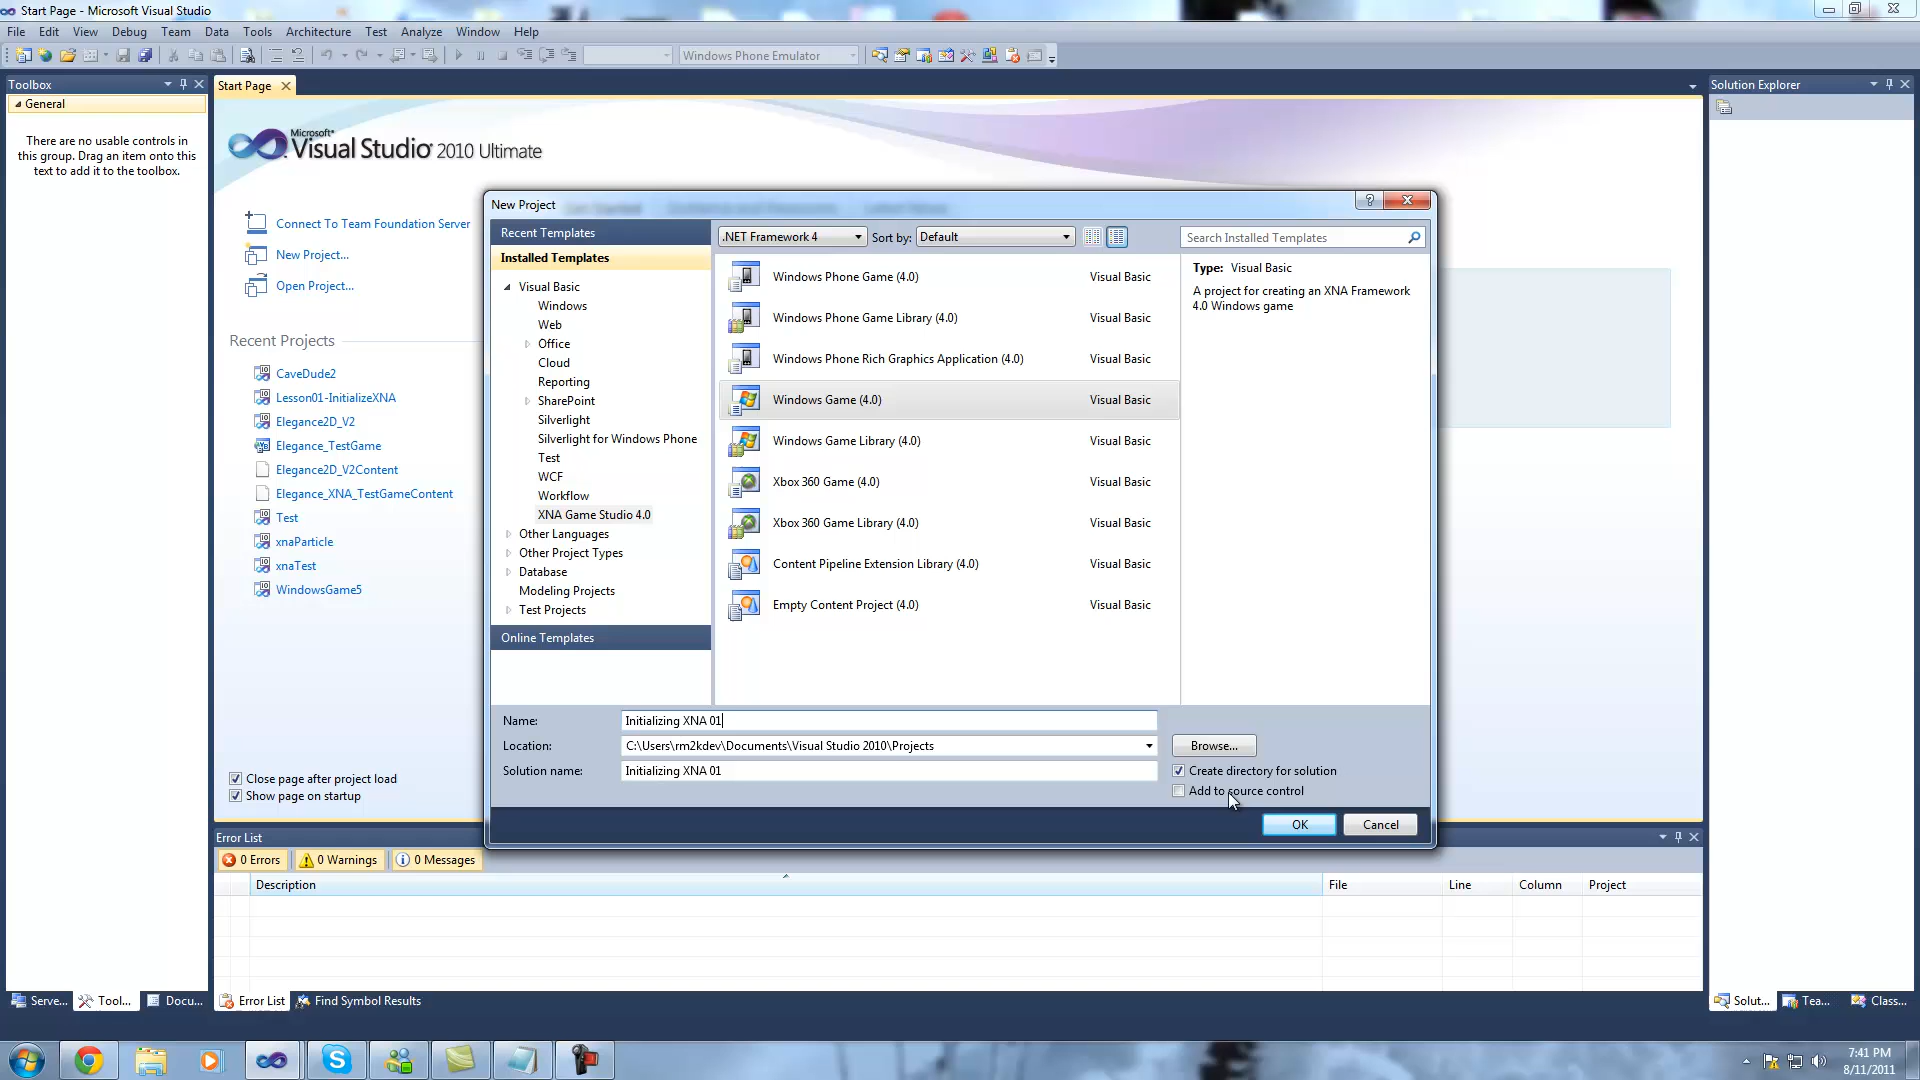 Start Page - Microsoft Visual Studio
File Edit View Debug Team Data Tools Architecture Test Analyze Window Help
Windows Phone Emulator
Toolbox
General
There are no usable controls in
this group. Drag an item onto this
text to add it to the toolbox.
Start Page
Microsoft®
Visual Studio® 2010 Ultimate
Connect To Team Foundation Server
New Project...
Open Project...
Recent Projects
CaveDude2
Lesson01-InitializeXNA
Elegance2D_V2
Elegance_TestGame
Elegance2D_V2Content
Elegance_XNA_TestGameContent
Test
xnaParticle
xnaTest
WindowsGame5
Close page after project load
Show page on startup
New Project
Recent Templates
Installed Templates
Visual Basic
Windows
Web
Office
Cloud
Reporting
SharePoint
Silverlight
Silverlight for Windows Phone
Test
WCF
Workflow
XNA Game Studio 4.0
Other Languages
Other Project Types
Database
Modeling Projects
Test Projects
Online Templates
.NET Framework 4 Sort by: Default
Search Installed Templates
Windows Phone Game (4.0) Visual Basic
Windows Phone Game Library (4.0) Visual Basic
Windows Phone Rich Graphics Application (4.0) Visual Basic
Windows Game (4.0) Visual Basic
Windows Game Library (4.0) Visual Basic
Xbox 360 Game (4.0) Visual Basic
Xbox 360 Game Library (4.0) Visual Basic
Content Pipeline Extension Library (4.0) Visual Basic
Empty Content Project (4.0) Visual Basic
Type: Visual Basic
A project for creating an XNA Framework
4.0 Windows game
Name: Initializing XNA 01
Location: C:\Users\rm2kdev\Documents\Visual Studio 2010\Projects Browse...
Solution name: Initializing XNA 01
Create directory for solution
Add to source control
OK Cancel
Solution Explorer
Error List
0 Errors 0 Warnings 0 Messages
Description File Line Column Project
Serve... Tool... Docu... Error List Find Symbol Results Solut... Tea... Class...
7:41 PM
8/11/2011